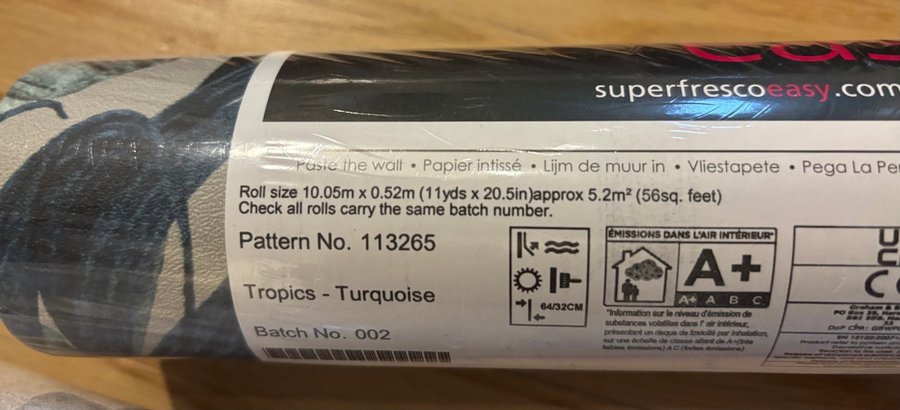 superfrescoeasy.com
Paste the wall • Papier intissé • Lijm de muur in • Vliestapete • Pega La
Roll size 10.05m x 0.52m (11yds x 20.5in)approx 5.2m² (56sq. feet)
Check all rolls carry the same batch number.
Pattern No. 113265
Tropics - Turquoise
Batch No. 002
64/32CM
ÉMISSIONS DANS L'AIR INTÉRIEUR*
A+
A+ A B C
*Information sur le niveau d'émission de
substances volatiles dans l' air intérieur,
présentant un risque de toxicité par inhalation,
sur une échelle de classe allant de A+(très
faibles émissions) à C (fortes émissions).